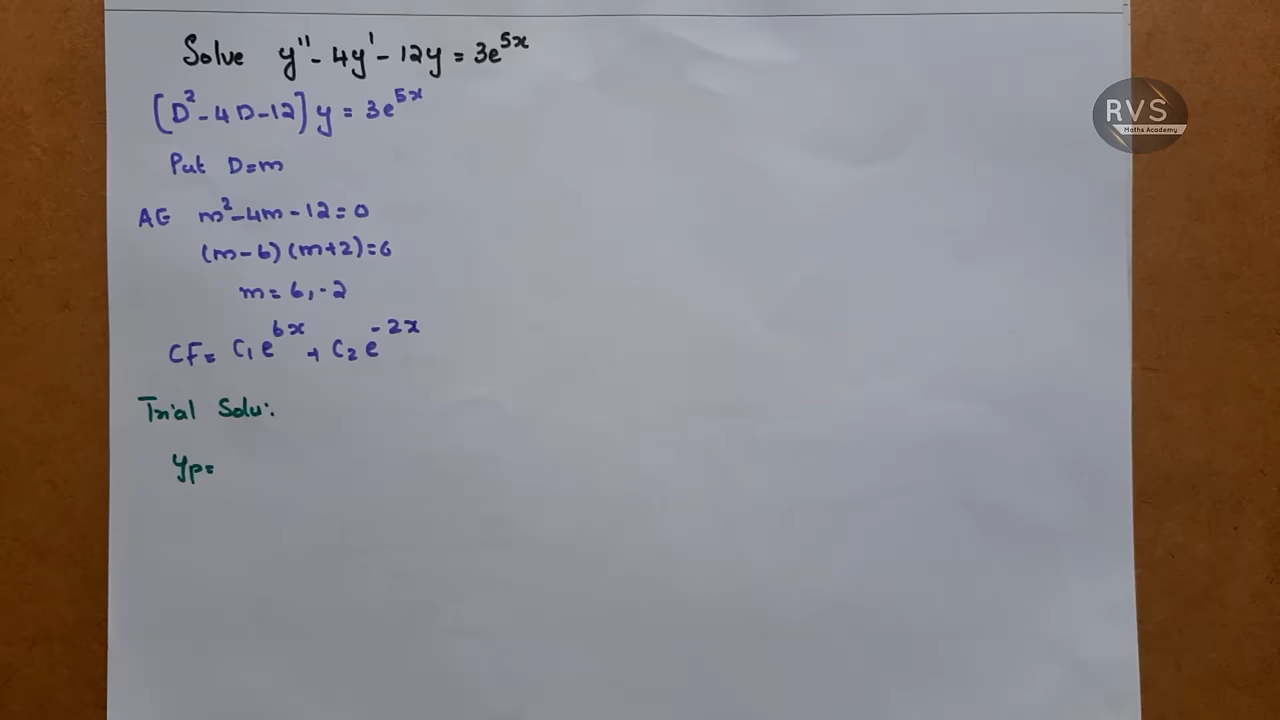 Solve y'' - 4y' - 12y = 3e^5x
[D² - 4D - 12] y = 3e^5x
Put D = m
AE m² - 4m - 12 = 0
(m - 6) (m + 2) = 0
m = 6, -2
CF = C₁e^6x + C₂e^-2x
Trial Solu:
yp =
RVS
Maths Academy